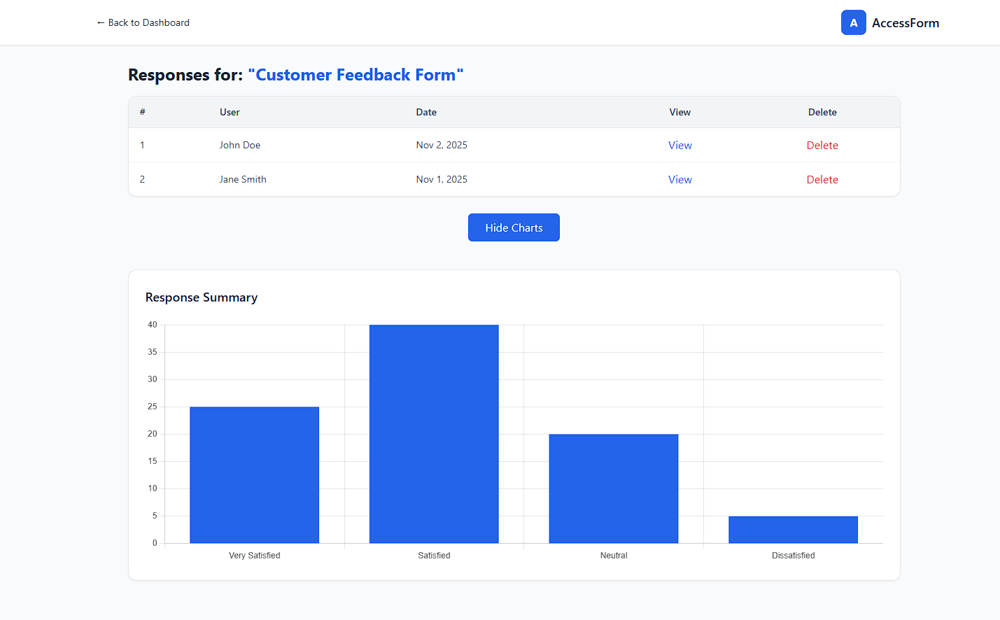 ← Back to Dashboard
A AccessForm
Responses for: "Customer Feedback Form"
# User Date View Delete
1 John Doe Nov 2, 2025 View Delete
2 Jane Smith Nov 1, 2025 View Delete
Hide Charts
Response Summary
40
35
30
25
20
15
10
5
0
Very Satisfied Satisfied Neutral Dissatisfied